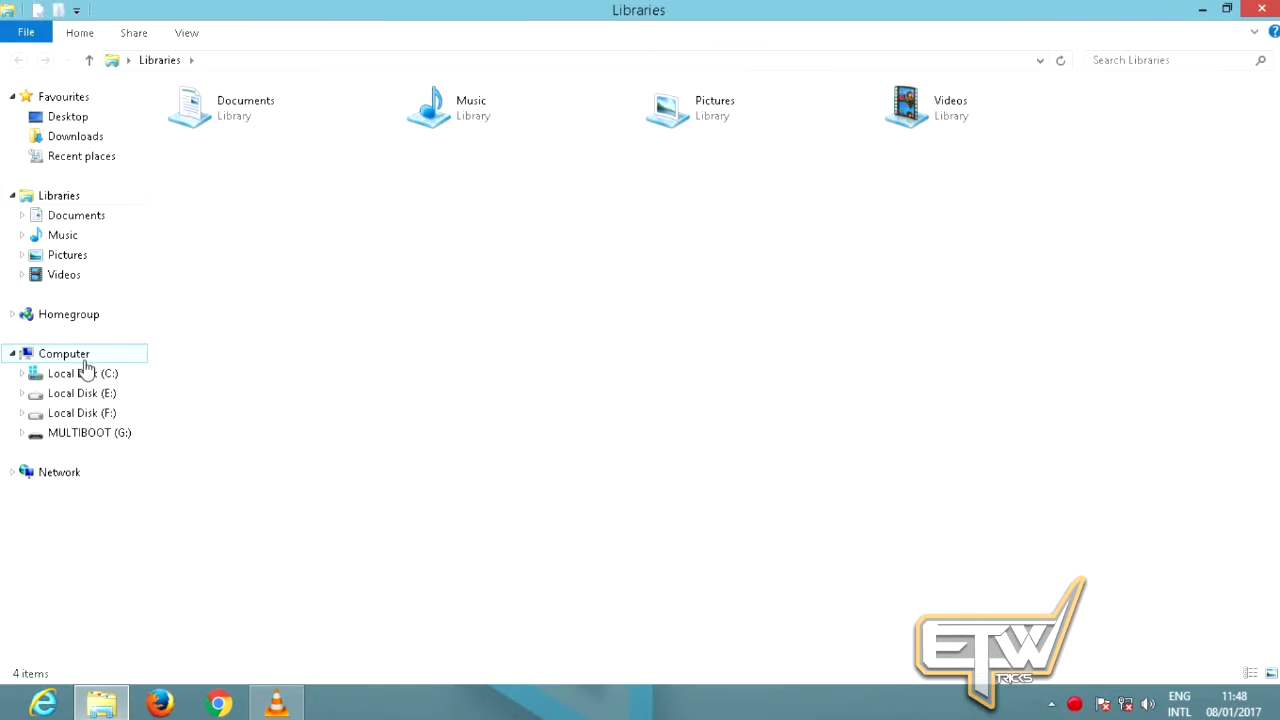 Libraries
File
Home
Share
View
Libraries
Search Libraries
Favourites
Desktop
Downloads
Recent places
Libraries
Documents
Music
Pictures
Videos
Homegroup
Computer
Local Disk (C:)
Local Disk (E:)
Local Disk (F:)
MULTIBOOT (G:)
Network
Documents
Library
Music
Library
Pictures
Library
Videos
Library
4 items
ETW
TRICKS
ENG
INTL
11:48
08/01/2017